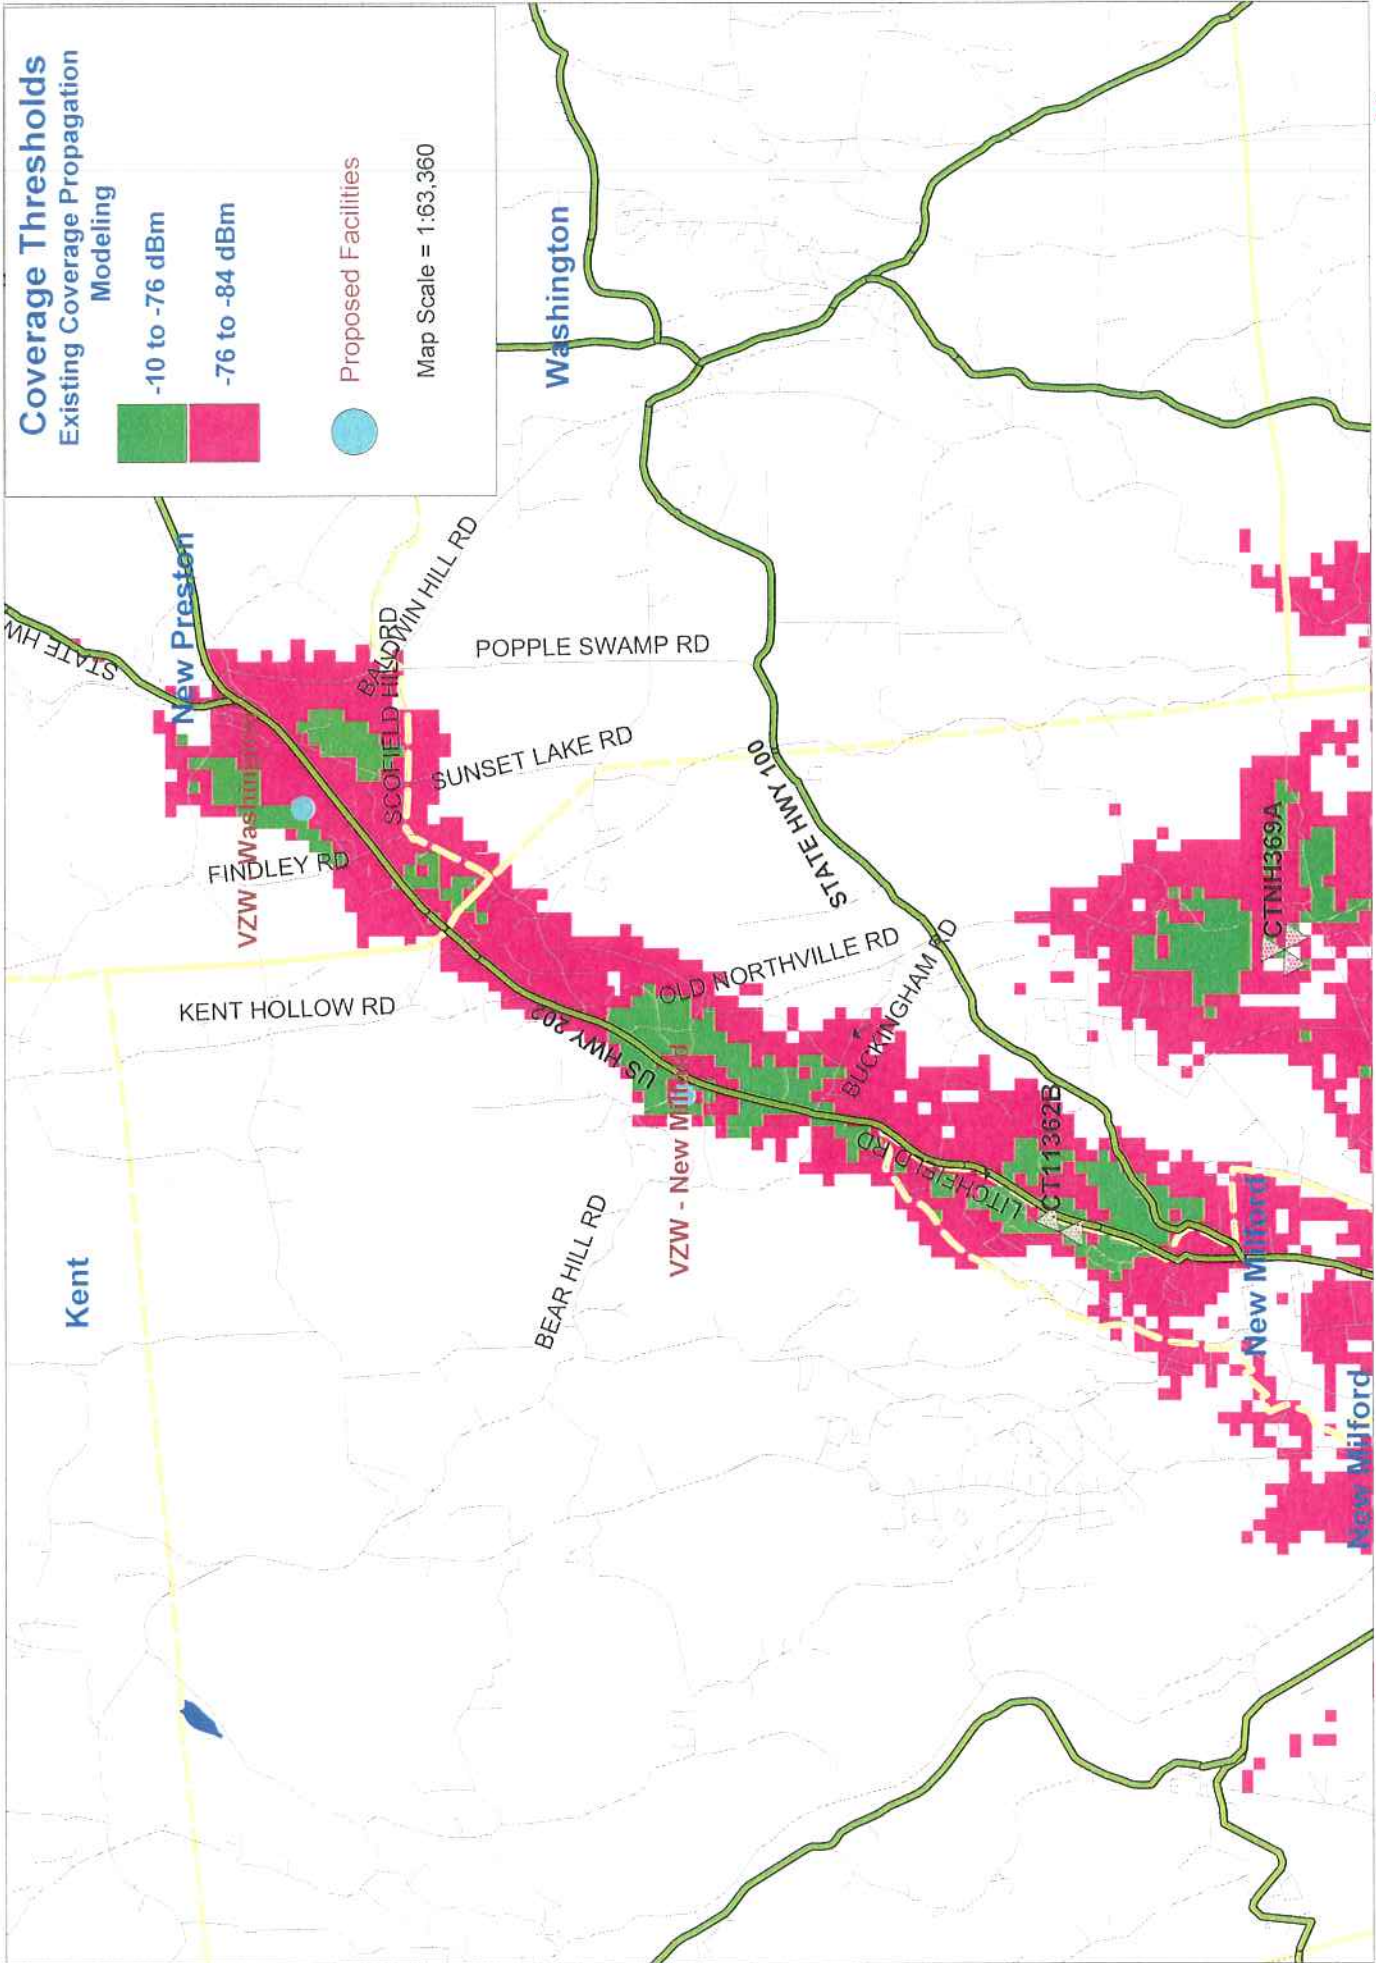 Coverage Thresholds
Existing Coverage Propagation
Modeling
-10 to -76 dBm
-76 to -84 dBm
Proposed Facilities
Map Scale = 1:63,360
Washington
New Preston
STATE HW
BALDWIN HILL RD
POPPLE SWAMP RD
SCOFIELD HILL RD
SUNSET LAKE RD
VZW - Washington
FINDLEY RD
KENT HOLLOW RD
STATE HWY 100
OLD NORTHVILLE RD
US HWY 202
BUCKINGHAM RD
VZW - New Milford
CTNH369A
LITCHFIELD RD
CT11362B
BEAR HILL RD
Kent
New Milford
New Milford